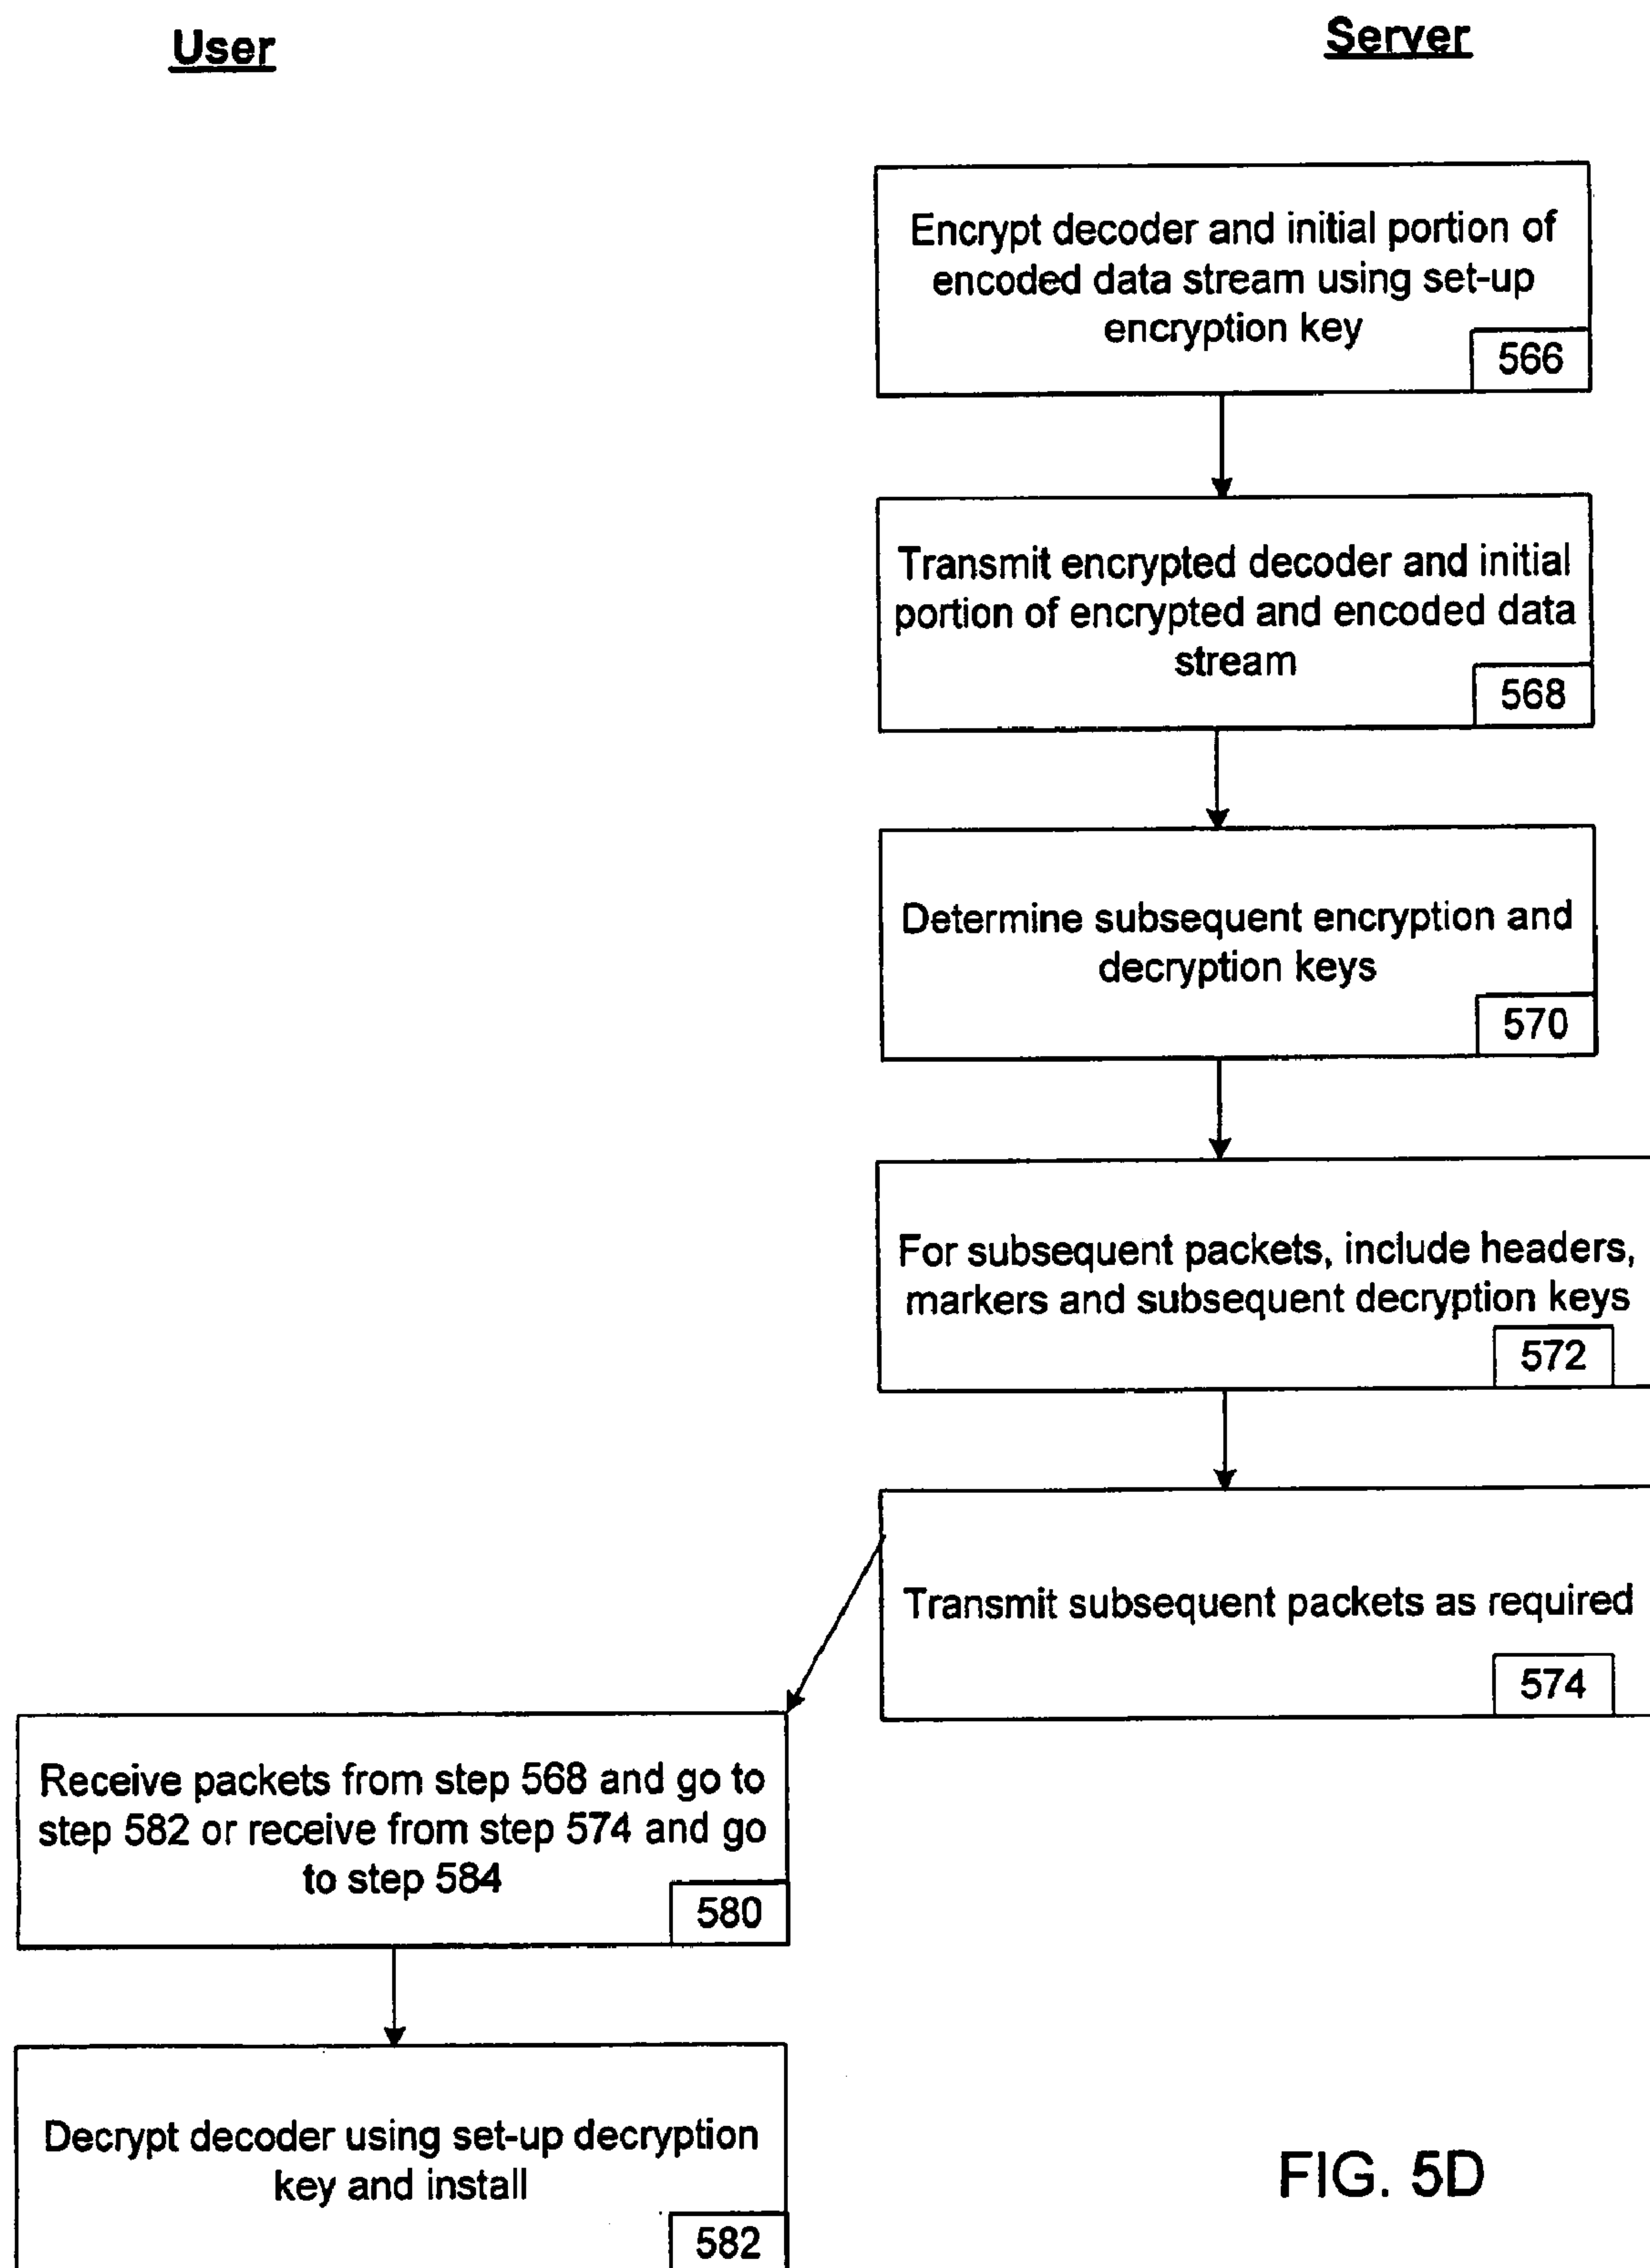 User
Server
Encrypt decoder and initial portion of
encoded data stream using set-up
encryption key
566
Transmit encrypted decoder and initial
portion of encrypted and encoded data
stream
568
Determine subsequent encryption and
decryption keys
570
For subsequent packets, include headers,
markers and subsequent decryption keys
572
Transmit subsequent packets as required
574
Receive packets from step 568 and go to
step 582 or receive from step 574 and go
to step 584
580
Decrypt decoder using set-up decryption
key and install
582
FIG. 5D